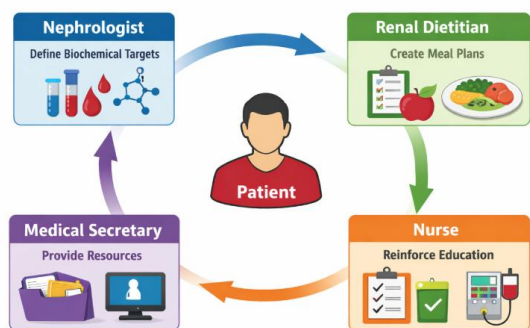 Nephrologist
Define Biochemical Targets
Renal Dietitian
Create Meal Plans
Patient
Medical Secretary
Provide Resources
Nurse
Reinforce Education